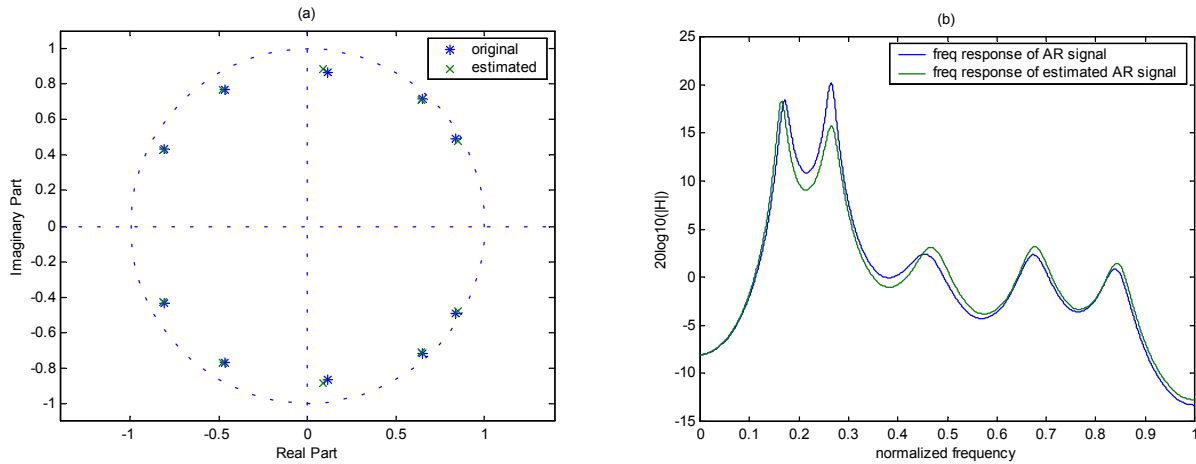 (a)
original
estimated
1
0.8
0.6
0.4
0.2
0
-0.2
-0.4
-0.6
-0.8
-1
Imaginary Part
-1 -0.5 0 0.5 1
Real Part
(b)
freq response of AR signal
freq response of estimated AR signal
25
20
15
10
5
0
-5
-10
-15
20log10(|H|)
0 0.1 0.2 0.3 0.4 0.5 0.6 0.7 0.8 0.9 1
normalized frequency